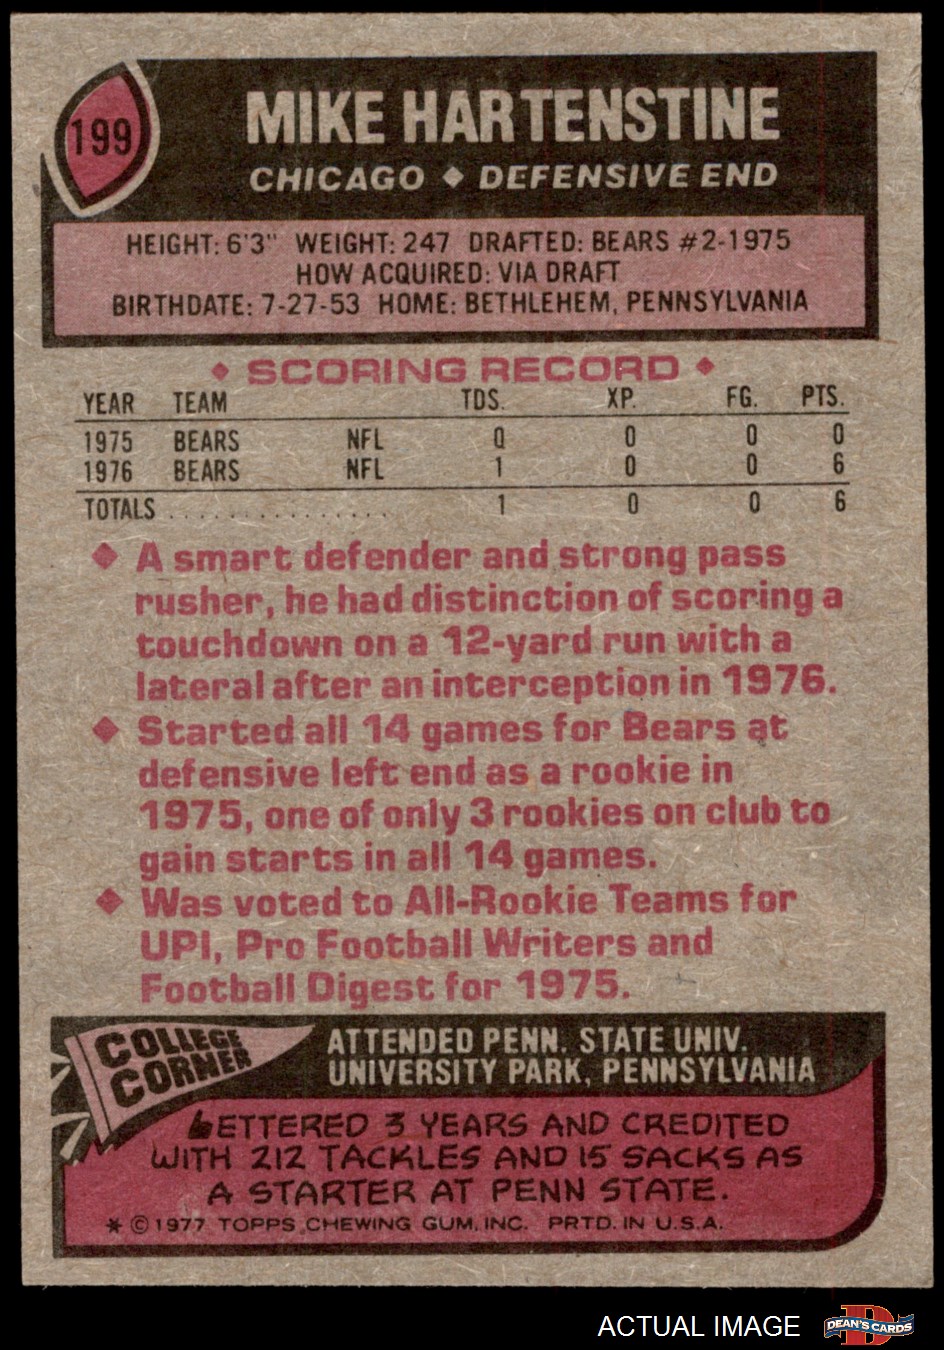 199
MIKE HARTENSTINE
CHICAGO ◆ DEFENSIVE END
HEIGHT: 6'3" WEIGHT: 247 DRAFTED: BEARS #2-1975
HOW ACQUIRED: VIA DRAFT
BIRTHDATE: 7-27-53 HOME: BETHLEHEM, PENNSYLVANIA
◆ SCORING RECORD ◆
YEAR TEAM TDS. XP. FG. PTS.
1975 BEARS NFL 0 0 0 0
1976 BEARS NFL 1 0 0 6
TOTALS . . . . . . . . . . . . . . . 1 0 0 6
◆ A smart defender and strong pass
rusher, he had distinction of scoring a
touchdown on a 12-yard run with a
lateral after an interception in 1976.
◆ Started all 14 games for Bears at
defensive left end as a rookie in
1975, one of only 3 rookies on club to
gain starts in all 14 games.
◆ Was voted to All-Rookie Teams for
UPI, Pro Football Writers and
Football Digest for 1975.
COLLEGE
CORNER
ATTENDED PENN. STATE UNIV.
UNIVERSITY PARK, PENNSYLVANIA
LETTERED 3 YEARS AND CREDITED
WITH 212 TACKLES AND 15 SACKS AS
A STARTER AT PENN STATE.
* © 1977 TOPPS CHEWING GUM, INC. PRTD. IN U.S.A.
ACTUAL IMAGE
D
DEAN'S CARDS